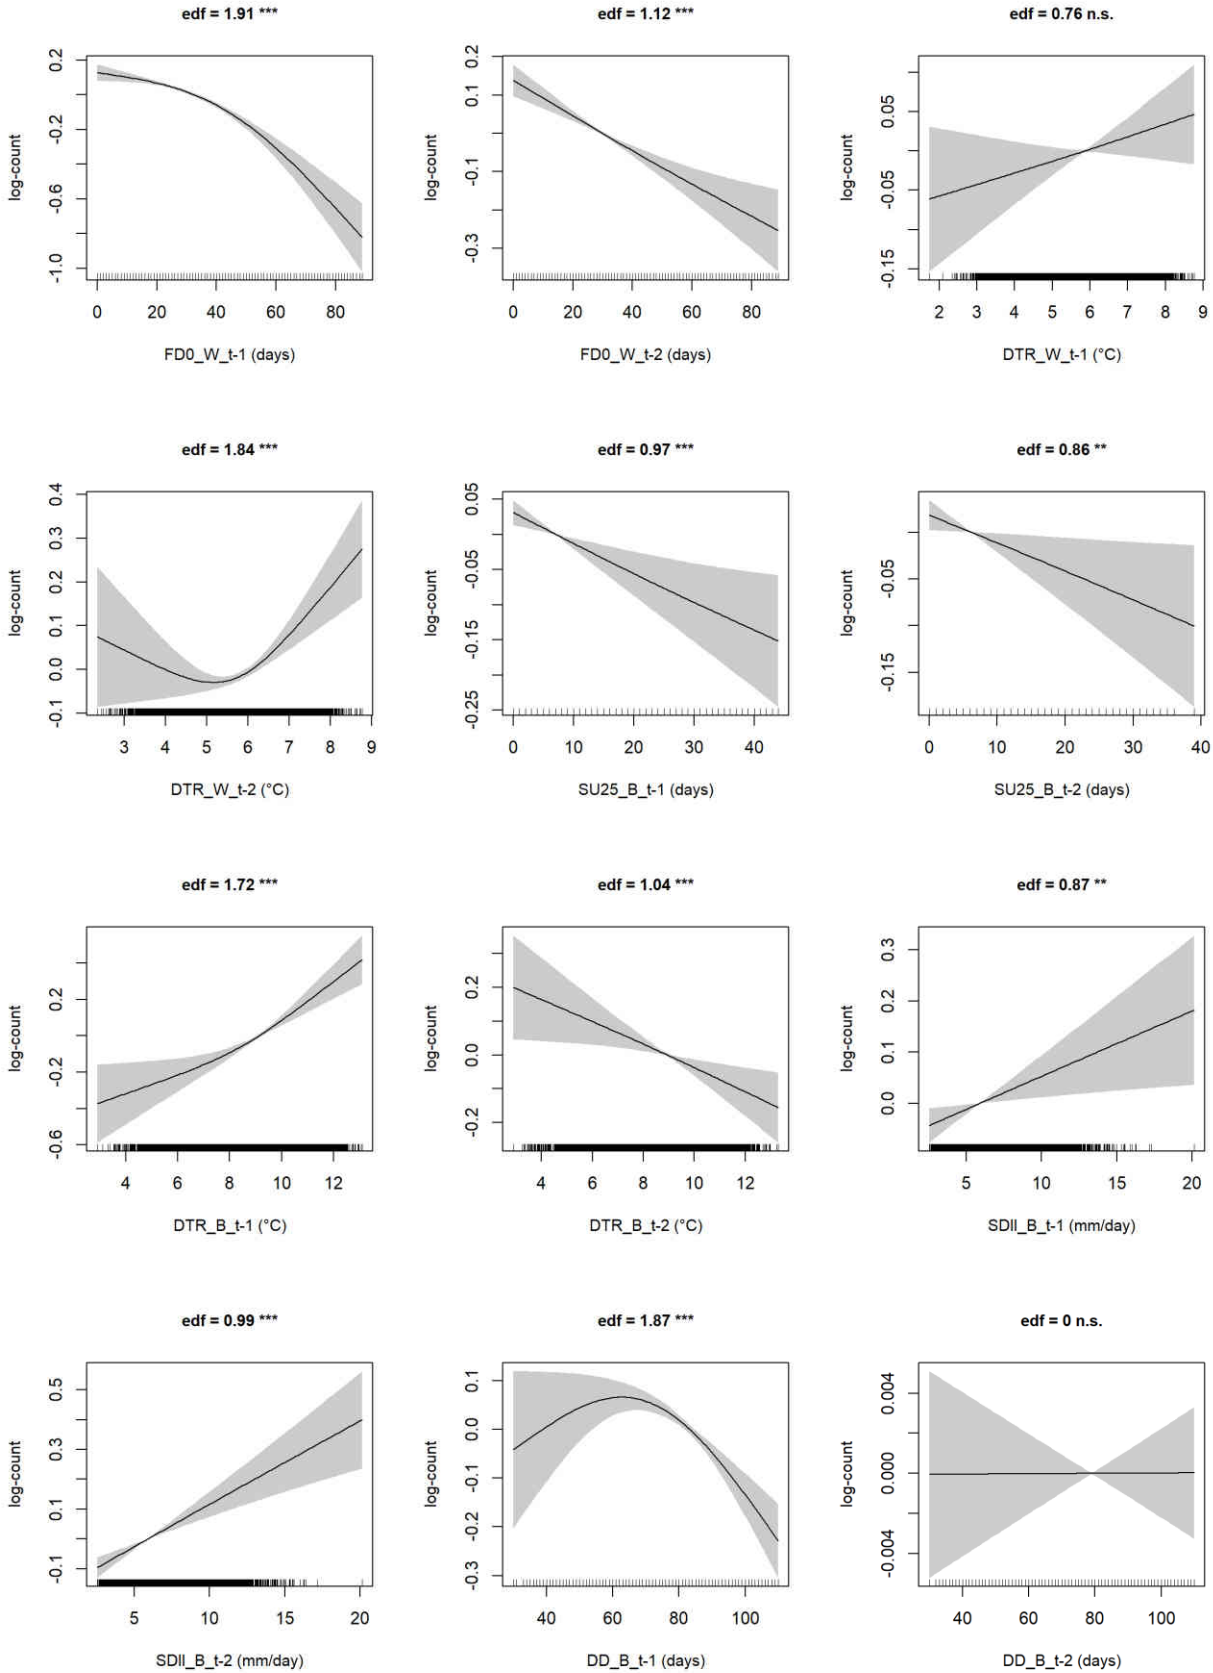 edf = 1.91 ***
log-count
0.2
-0.2
-0.6
-1.0
0 20 40 60 80
FD0_W_t-1 (days)
edf = 1.12 ***
log-count
0.2
0.1
-0.1
-0.3
0 20 40 60 80
FD0_W_t-2 (days)
edf = 0.76 n.s.
log-count
0.05
-0.05
-0.15
2 3 4 5 6 7 8 9
DTR_W_t-1 (°C)
edf = 1.84 ***
log-count
0.4
0.3
0.2
0.1
0.0
-0.1
3 4 5 6 7 8 9
DTR_W_t-2 (°C)
edf = 0.97 ***
log-count
0.05
-0.05
-0.15
-0.25
0 10 20 30 40
SU25_B_t-1 (days)
edf = 0.86 **
log-count
-0.05
-0.15
0 10 20 30 40
SU25_B_t-2 (days)
edf = 1.72 ***
log-count
0.2
-0.2
-0.6
4 6 8 10 12
DTR_B_t-1 (°C)
edf = 1.04 ***
log-count
0.2
0.0
-0.2
4 6 8 10 12
DTR_B_t-2 (°C)
edf = 0.87 **
log-count
0.3
0.2
0.1
0.0
5 10 15 20
SDII_B_t-1 (mm/day)
edf = 0.99 ***
log-count
0.5
0.3
0.1
-0.1
5 10 15 20
SDII_B_t-2 (mm/day)
edf = 1.87 ***
log-count
0.1
0.0
-0.1
-0.2
-0.3
40 60 80 100
DD_B_t-1 (days)
edf = 0 n.s.
log-count
0.004
0.000
-0.004
40 60 80 100
DD_B_t-2 (days)